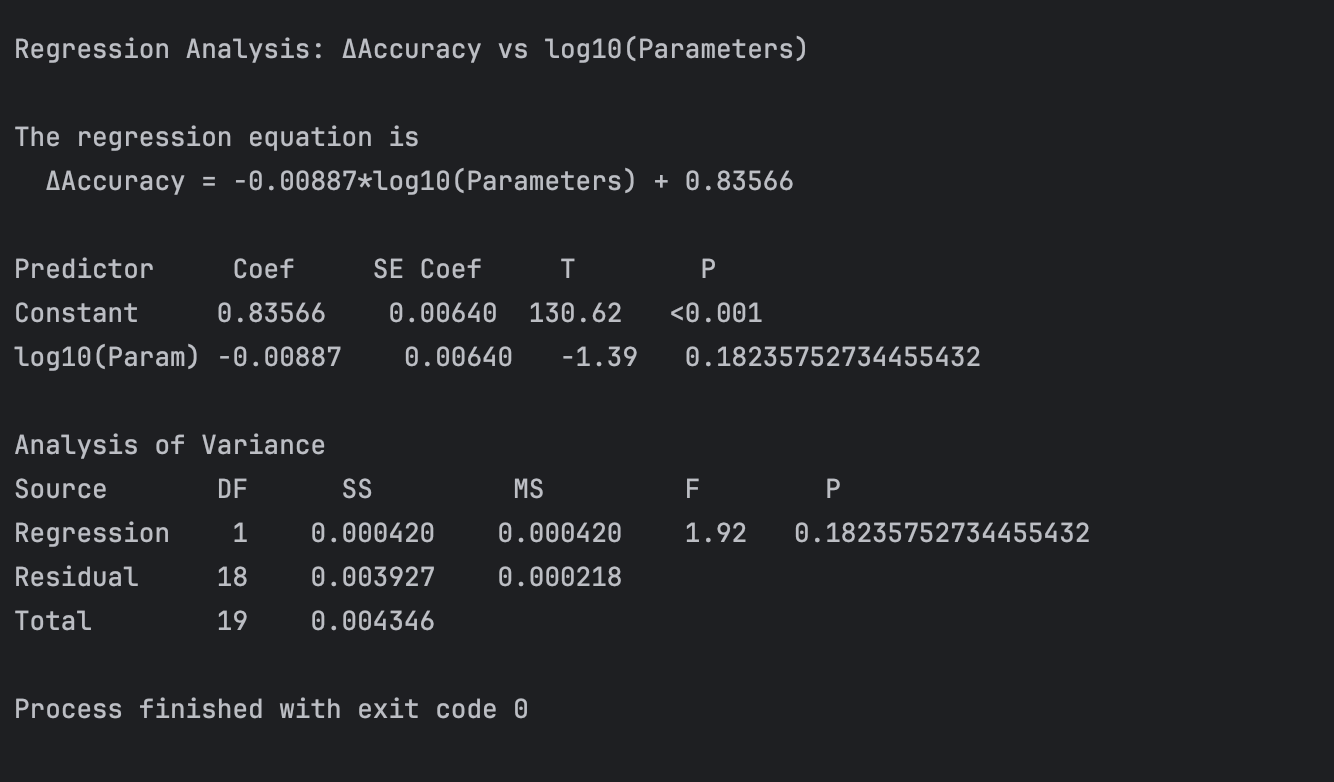 Regression Analysis: ΔAccuracy vs log10(Parameters)
The regression equation is
ΔAccuracy = -0.00887*log10(Parameters) + 0.83566
Predictor Coef SE Coef T P
Constant 0.83566 0.00640 130.62 <0.001
log10(Param) -0.00887 0.00640 -1.39 0.18235752734455432
Analysis of Variance
Source DF SS MS F P
Regression 1 0.000420 0.000420 1.92 0.18235752734455432
Residual 18 0.003927 0.000218
Total 19 0.004346
Process finished with exit code 0